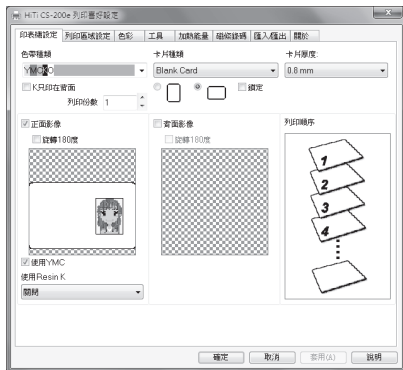 HiTi CS-200e 列印喜好設定
印表機設定 列印區域設定 色彩 工具 加熱能量 磁條錄碼 匯入/匯出 關於
色帶種類 卡片種類 卡片厚度:
YMCKO Blank Card 0.8 mm
K只印在背面 鎖定
列印份數 1
正面影像 背面影像 列印順序
旋轉180度 旋轉180度
1
2
3
4
使用YMC
使用Resin K
關閉
確定 取消 套用(A) 說明